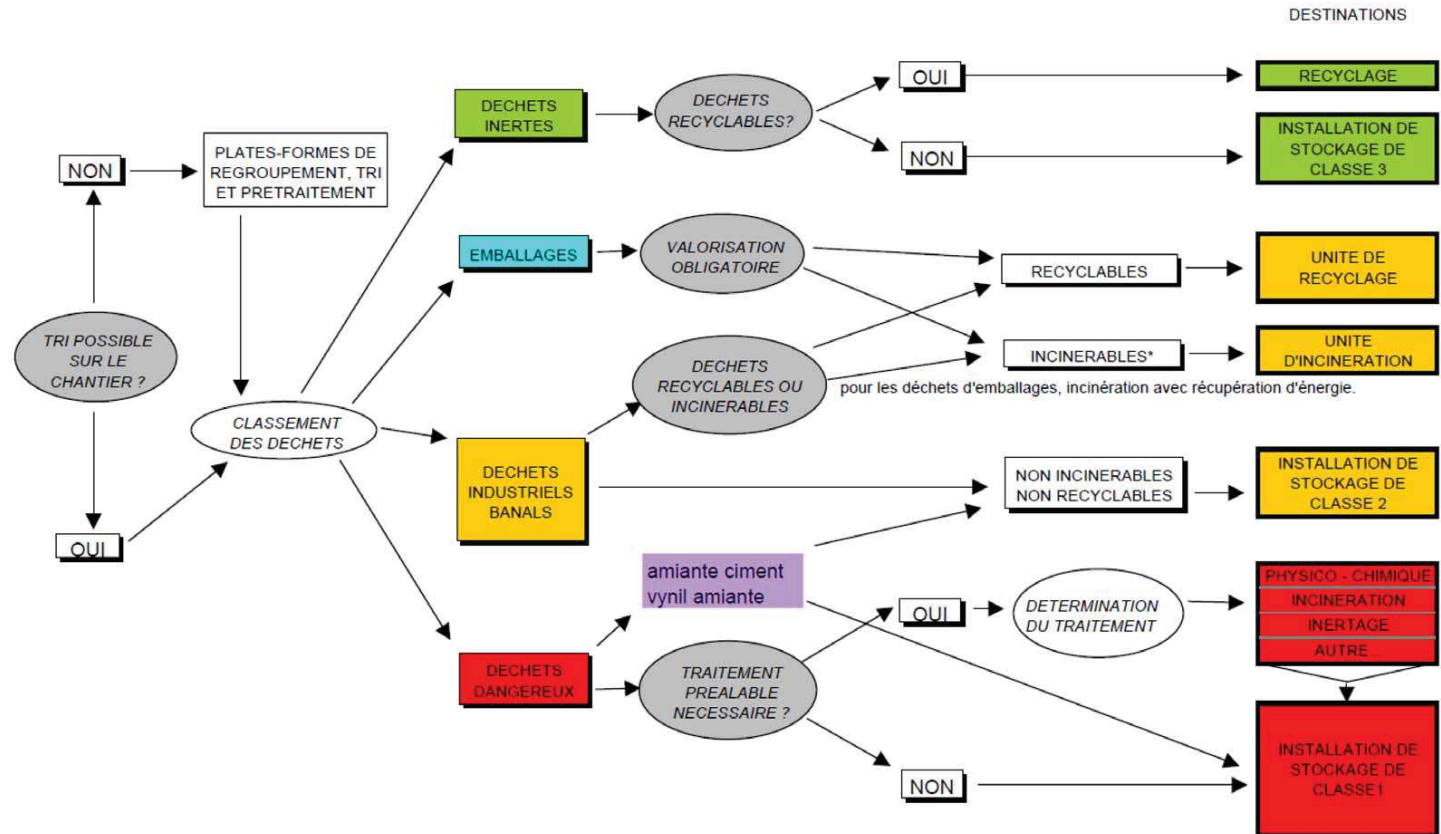 DESTINATIONS
OUI
RECYCLAGE
DECHETS
INERTES
DECHETS
RECYCLABLES?
NON
INSTALLATION DE
STOCKAGE DE
CLASSE 3
NON
PLATES-FORMES DE
REGROUPEMENT, TRI
ET PRETRAITEMENT
EMBALLAGES
VALORISATION
OBLIGATOIRE
RECYCLABLES
UNITE DE
RECYCLAGE
TRI POSSIBLE
SUR LE
CHANTIER ?
DECHETS
RECYCLABLES OU
INCINERABLES
INCINERABLES*
UNITE
D'INCINERATION
pour les déchets d'emballages, incinération avec récupération d'énergie.
CLASSEMENT
DES DECHETS
DECHETS
INDUSTRIELS
BANALS
NON INCINERABLES
NON RECYCLABLES
INSTALLATION DE
STOCKAGE DE
CLASSE 2
OUI
amiante ciment
vynil amiante
OUI
DETERMINATION
DU TRAITEMENT
PHYSICO - CHIMIQUE
INCINERATION
INERTAGE
AUTRE...
DECHETS
DANGEREUX
TRAITEMENT
PREALABLE
NECESSAIRE ?
NON
INSTALLATION DE
STOCKAGE DE
CLASSE1